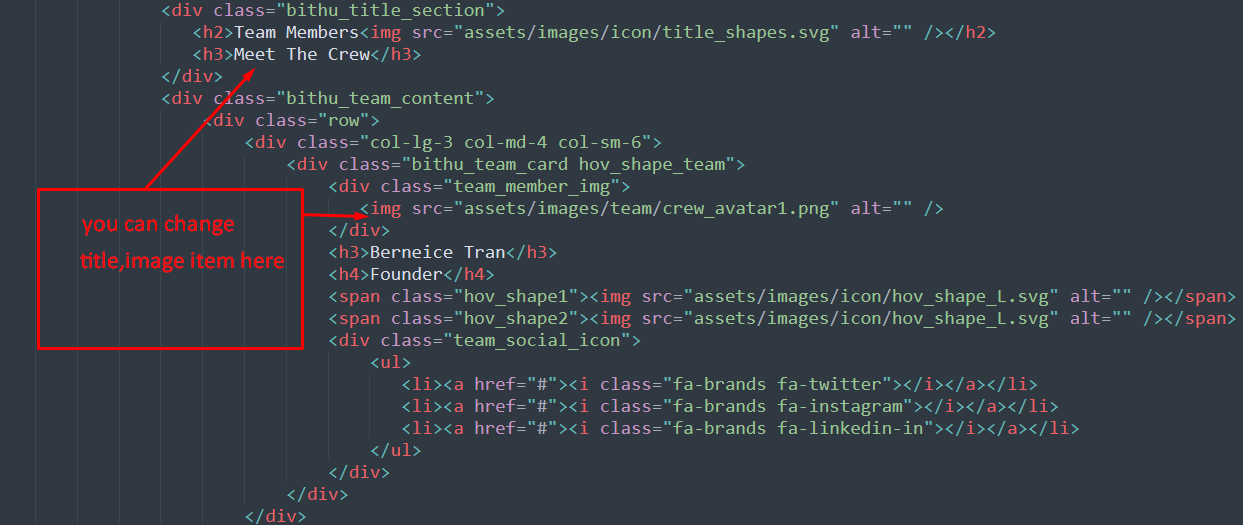 <div class="bithu_title_section">
<h2>Team Members<img src="assets/images/icon/title_shapes.svg" alt="" /></h2>
<h3>Meet The Crew</h3>
</div>
<div class="bithu_team_content">
<div class="row">
<div class="col-lg-3 col-md-4 col-sm-6">
<div class="bithu_team_card hov_shape_team">
<div class="team_member_img">
<img src="assets/images/team/crew_avatar1.png" alt="" />
</div>
<h3>Berneice Tran</h3>
<h4>Founder</h4>
<span class="hov_shape1"><img src="assets/images/icon/hov_shape_L.svg" alt="" /></span>
<span class="hov_shape2"><img src="assets/images/icon/hov_shape_L.svg" alt="" /></span>
<div class="team_social_icon">
<ul>
<li><a href="#"><i class="fa-brands fa-twitter"></i></a></li>
<li><a href="#"><i class="fa-brands fa-instagram"></i></a></li>
<li><a href="#"><i class="fa-brands fa-linkedin-in"></i></a></li>
</ul>
</div>
</div>
</div>
you can change
title,image item here